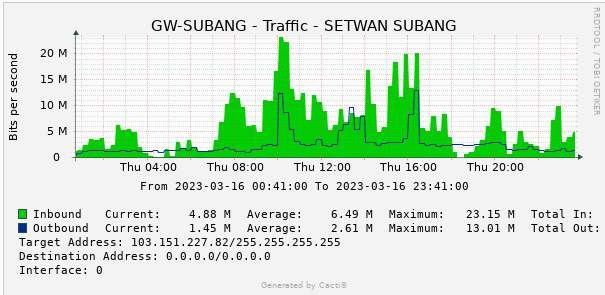 GW-SUBANG - Traffic - SETWAN SUBANG
RRDTOOL / TOBI OETIKER
Bits per second
20 M
15 M
10 M
5 M
0
Thu 04:00 Thu 08:00 Thu 12:00 Thu 16:00 Thu 20:00
From 2023-03-16 00:41:00 To 2023-03-16 23:41:00
Inbound Current: 4.88 M Average: 6.49 M Maximum: 23.15 M Total In:
Outbound Current: 1.45 M Average: 2.61 M Maximum: 13.01 M Total Out:
Target Address: 103.151.227.82/255.255.255.255
Destination Address: 0.0.0.0/0.0.0.0
Interface: 0
Generated by Cacti®